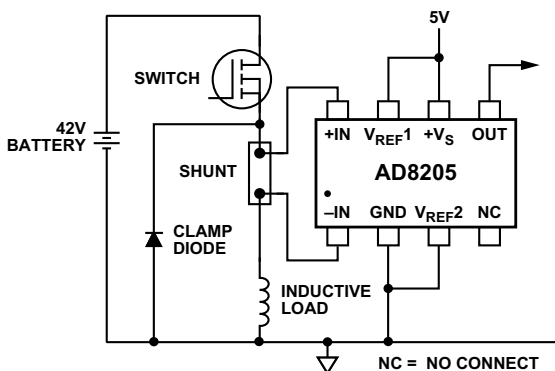 5V
SWITCH
42V
BATTERY
+IN VREF1 +VS OUT
SHUNT
AD8205
–IN GND VREF2 NC
CLAMP
DIODE
INDUCTIVE
LOAD
NC = NO CONNECT